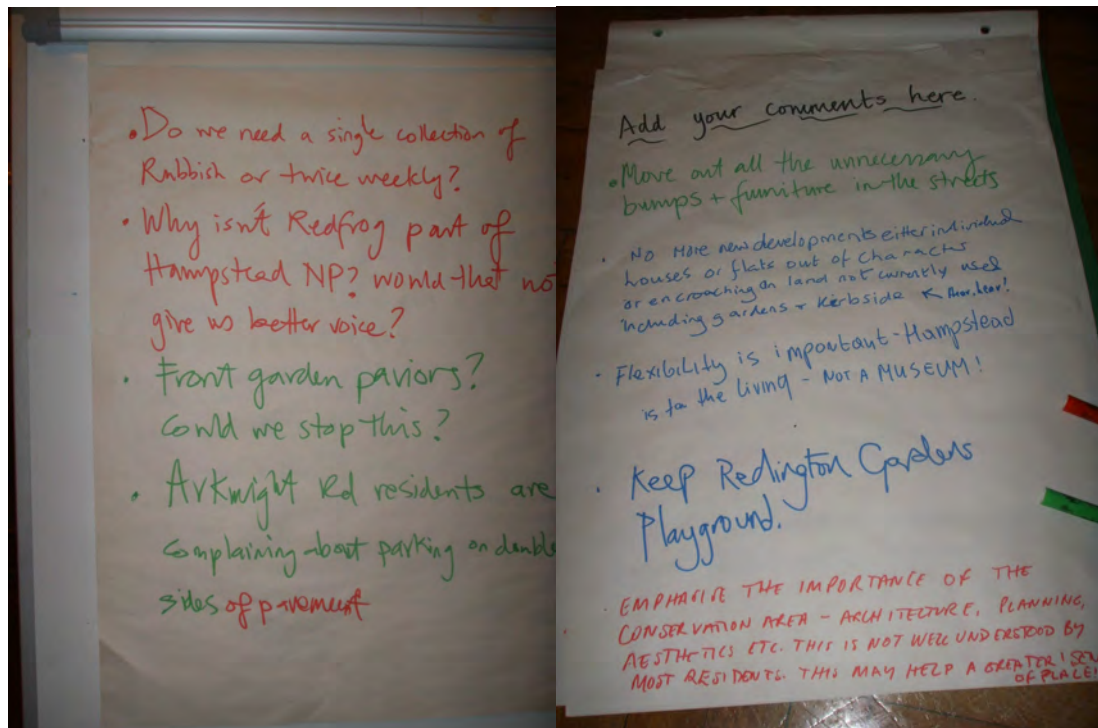 • Do we need a single collection of
Rubbish or twice weekly?
• Why isn't Redfrog part of
Hampstead NP? would that no
give us better voice?
• Front garden paviors?
Could we stop this?
• Arkwright Rd residents are
complaining about parking on double
sides of pavement
Add your comments here.
• Move out all the unnecessary
bumps + furniture in the streets
• No More new developments either individual
houses or flats out of character
or encroaching on land not currently used
including gardens + Kerbside ↖ Hear, hear!
• Flexibility is important - Hampstead
is for the living - NOT A MUSEUM!
• Keep Redington Gardens
Playground.
• EMPHASISE THE IMPORTANCE OF THE
CONSERVATION AREA - ARCHITECTURE, PLANNING,
AESTHETICS ETC. THIS IS NOT WELL UNDERSTOOD BY
MOST RESIDENTS. THIS MAY HELP A GREATER 'SEN
OF PLACE'